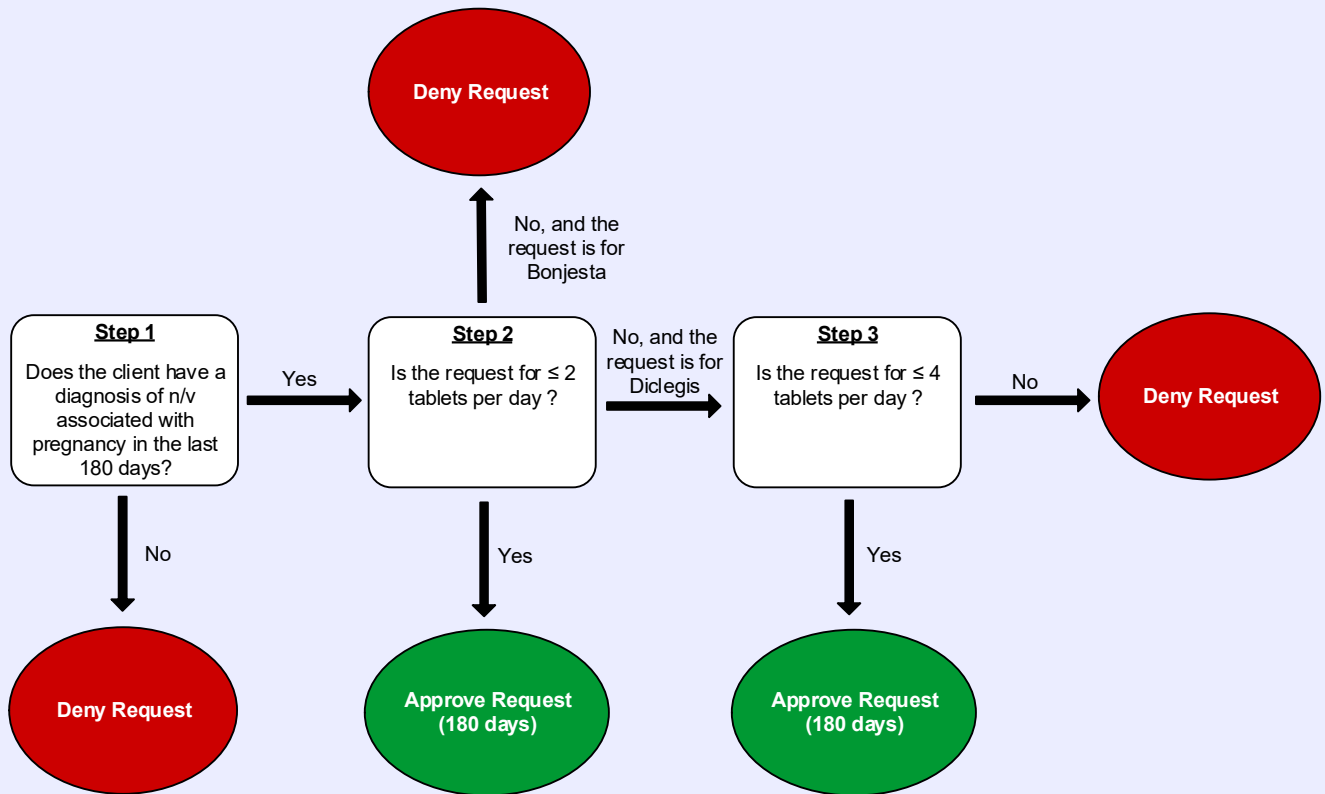 Deny Request
No, and the
request is for
Bonjesta
Step 1
Does the client have a
diagnosis of n/v
associated with
pregnancy in the last
180 days?
Yes
Step 2
Is the request for ≤ 2
tablets per day ?
No, and the
request is for
Diclegis
Step 3
Is the request for ≤ 4
tablets per day ?
No
Deny Request
No
Yes
Yes
Deny Request
Approve Request
(180 days)
Approve Request
(180 days)